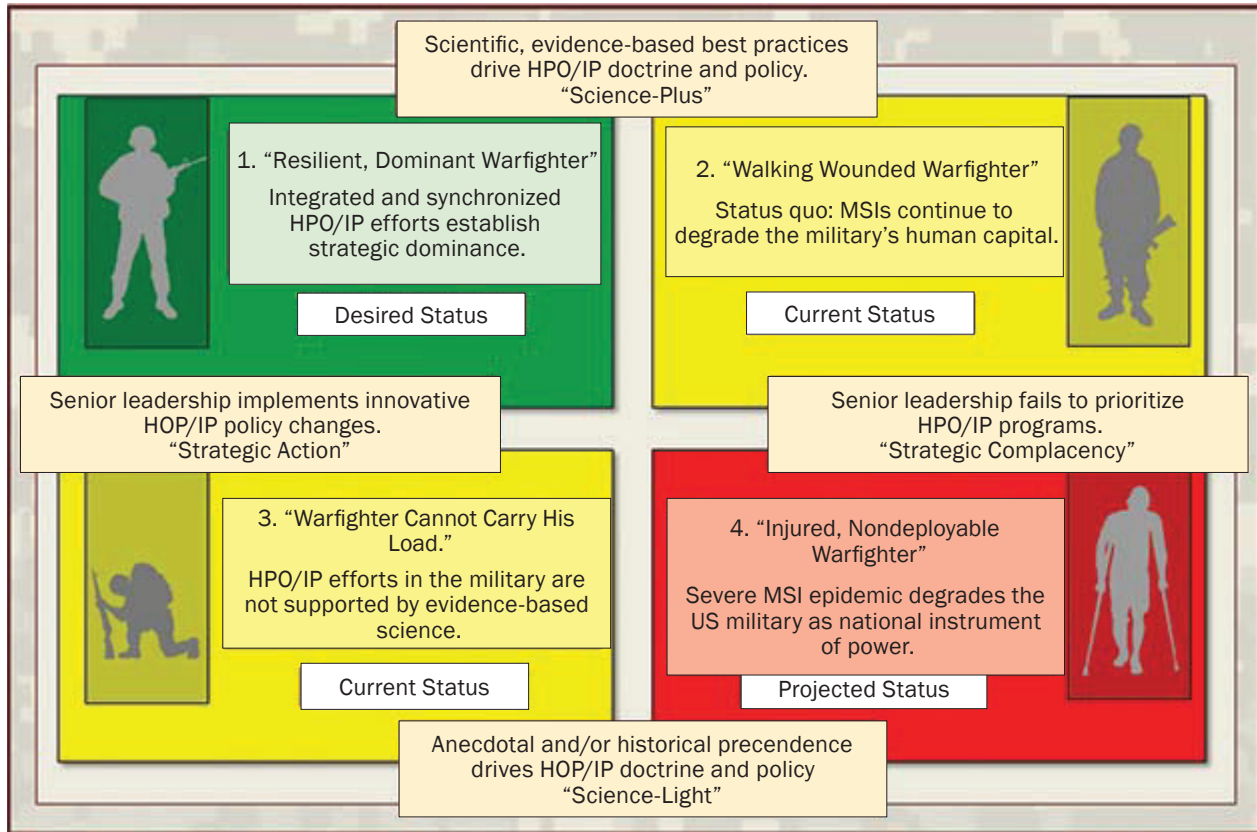 Scientific, evidence-based best practices
drive HPO/IP doctrine and policy.
“Science-Plus”
1. “Resilient, Dominant Warfighter”
Integrated and synchronized
HPO/IP efforts establish
strategic dominance.
Desired Status
2. “Walking Wounded Warfighter”
Status quo: MSIs continue to
degrade the military’s human capital.
Current Status
Senior leadership implements innovative
HOP/IP policy changes.
“Strategic Action”
Senior leadership fails to prioritize
HPO/IP programs.
“Strategic Complacency”
3. “Warfighter Cannot Carry His
Load.”
HPO/IP efforts in the military are
not supported by evidence-based
science.
Current Status
4. “Injured, Nondeployable
Warfighter”
Severe MSI epidemic degrades the
US military as national instrument
of power.
Projected Status
Anecdotal and/or historical precendence
drives HOP/IP doctrine and policy
“Science-Light”